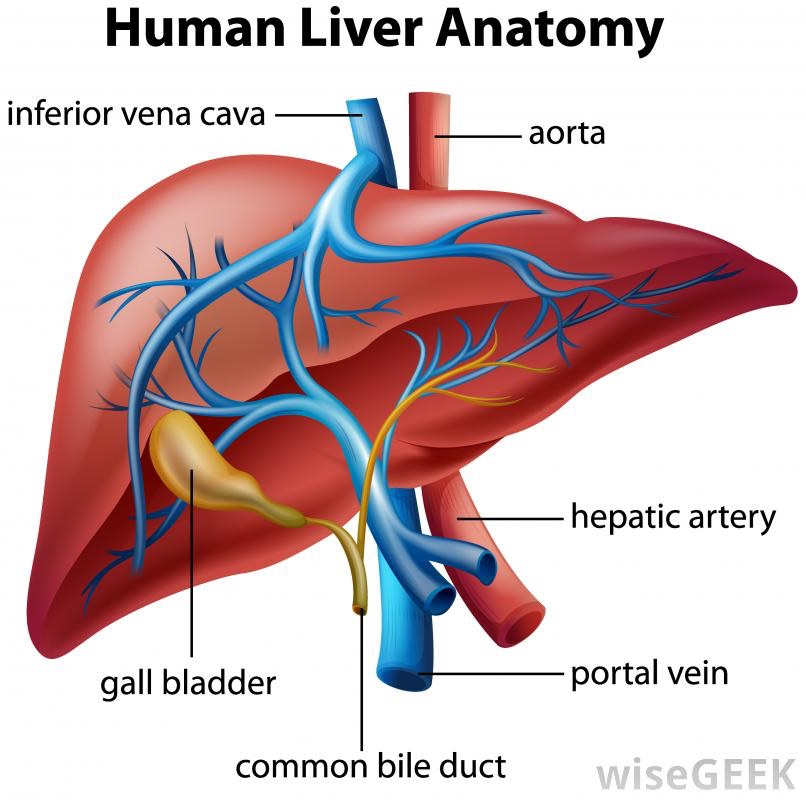 Human Liver Anatomy
inferior vena cava
aorta
hepatic artery
gall bladder
portal vein
common bile duct
wiseGEEK